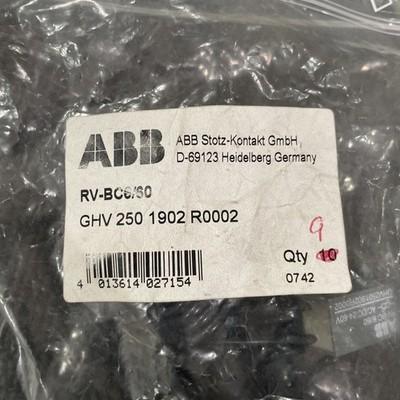 ABB
ABB Stotz-Kontakt GmbH
D-69123 Heidelberg Germany
RV-BC6/60
GHV 250 1902 R0002
9
Qty 10
0742
4 013614 027154